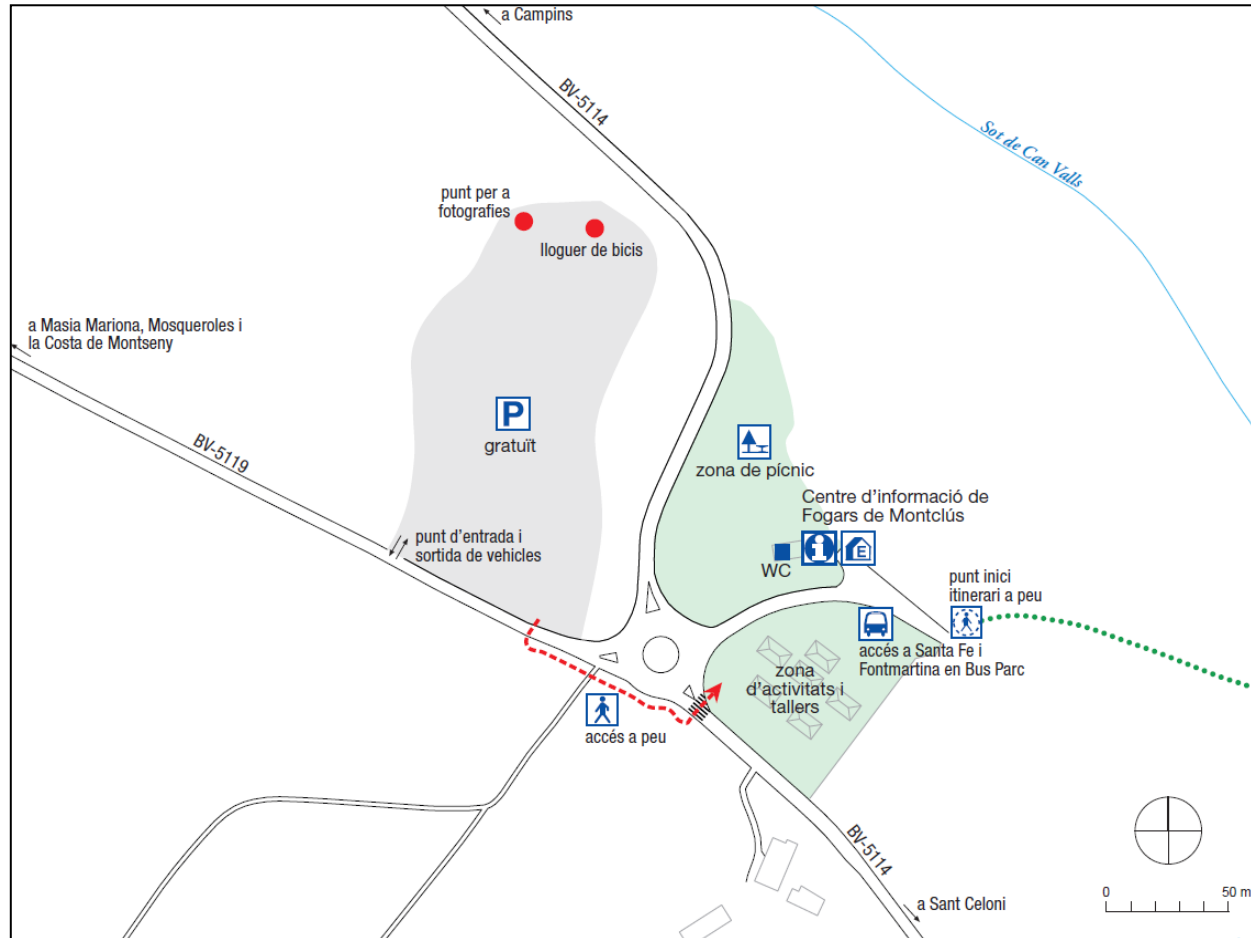 a Campins
BV-5114
Sot de Can Valls
punt per a
fotografies
lloguer de bicis
a Masia Mariona, Mosqueroles i
la Costa de Montseny
P
gratuït
BV-5119
zona de pícnic
Centre d'informació de
Fogars de Montclús
i
E
WC
punt d'entrada i
sortida de vehicles
punt inici
itinerari a peu
accés a Santa Fe i
Fontmartina en Bus Parc
zona
d'activitats i
tallers
accés a peu
BV-5114
a Sant Celoni
0 50 m